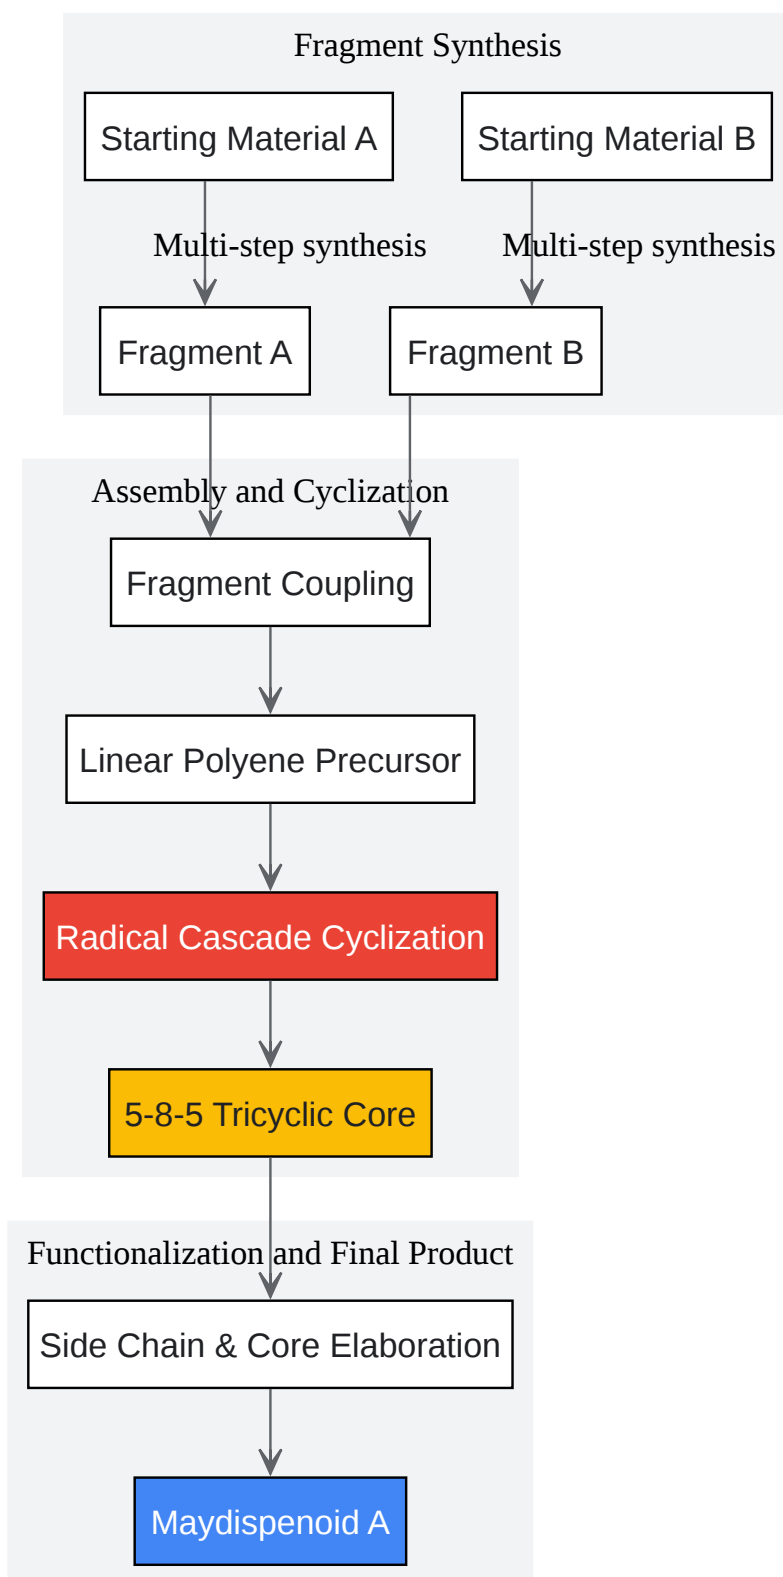 Fragment Synthesis
Starting Material A
Starting Material B
Multi-step synthesis
Multi-step synthesis
Fragment A
Fragment B
Assembly and Cyclization
Fragment Coupling
Linear Polyene Precursor
Radical Cascade Cyclization
5-8-5 Tricyclic Core
Functionalization and Final Product
Side Chain & Core Elaboration
Maydispenoid A